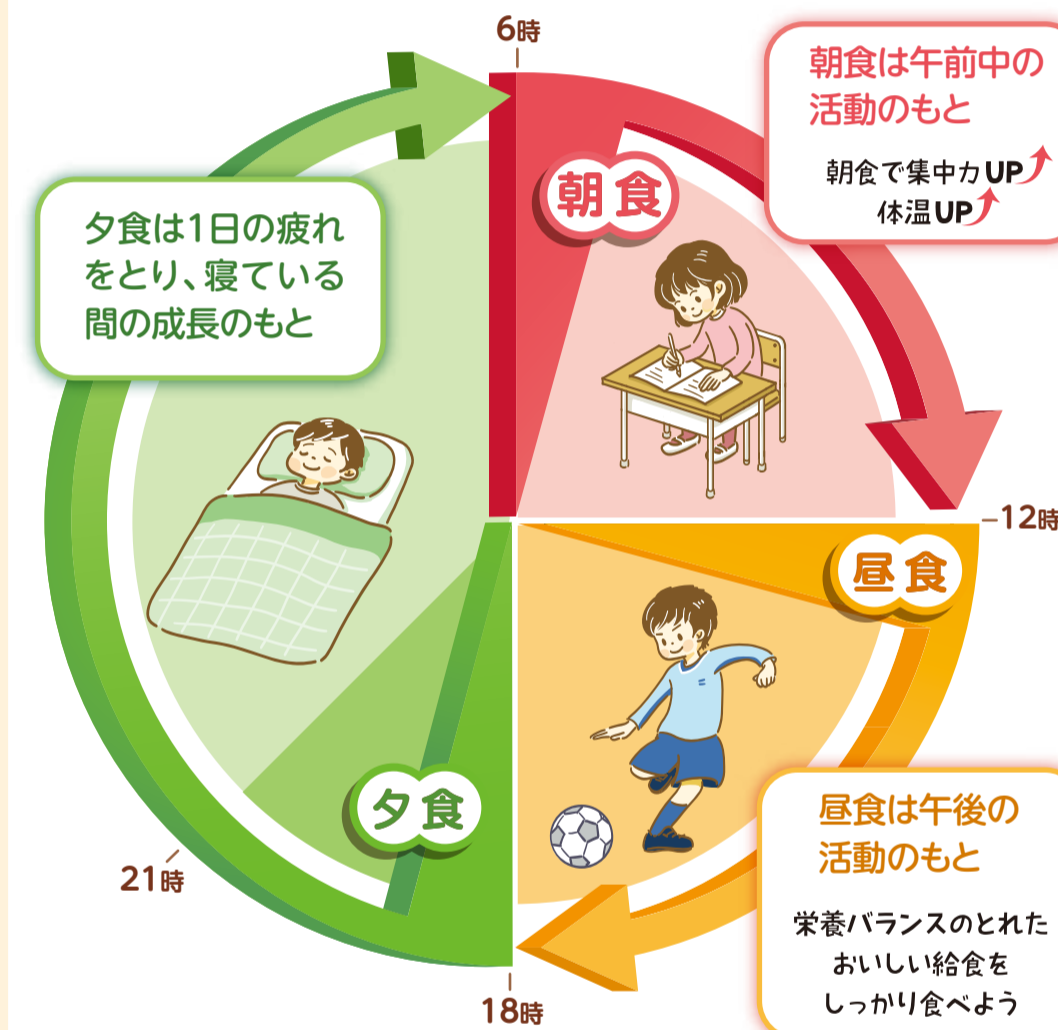 6時
朝食は午前中の
活動のもと
朝食で集中力UP
体温UP
朝食
夕食は1日の疲れ
をとり、寝ている
間の成長のもと
12時
昼食
夕食
昼食は午後の
活動のもと
栄養バランスのとれた
おいしい給食を
しっかり食べよう
21時
18時